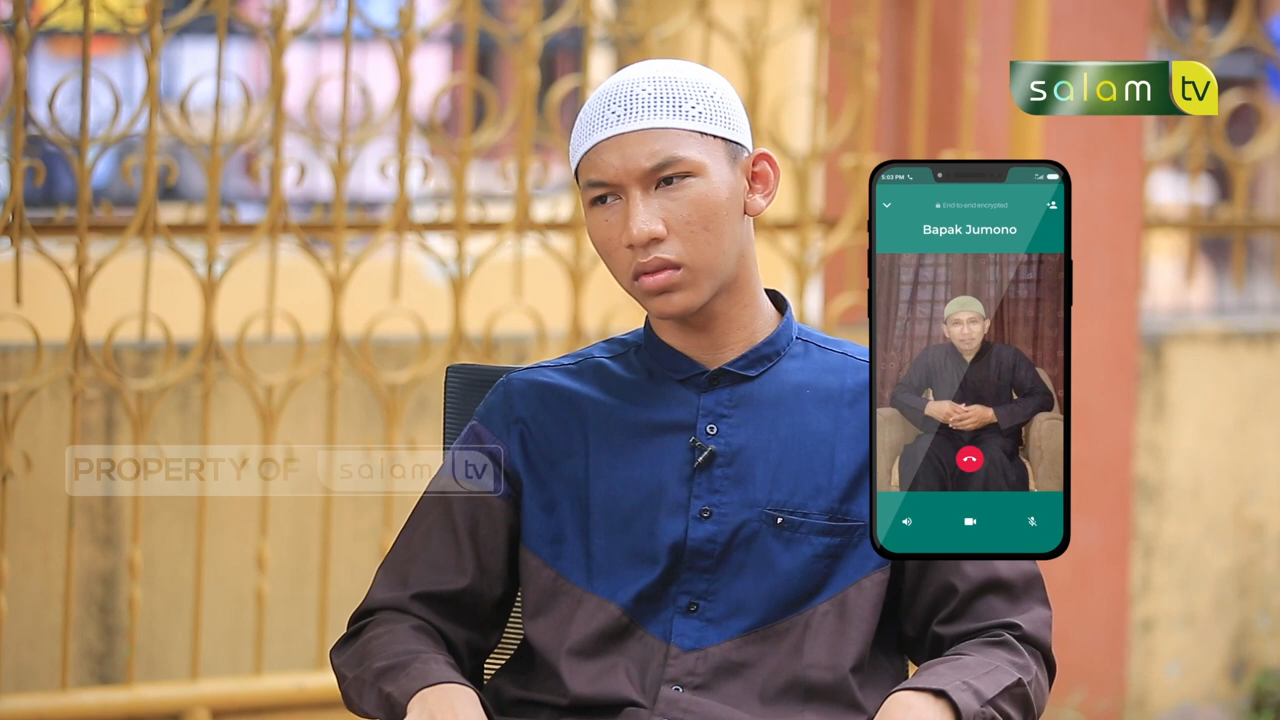 salam tv
5:03 PM
End-to-end encrypted
Bapak Jumono
PROPERTY OF salam tv